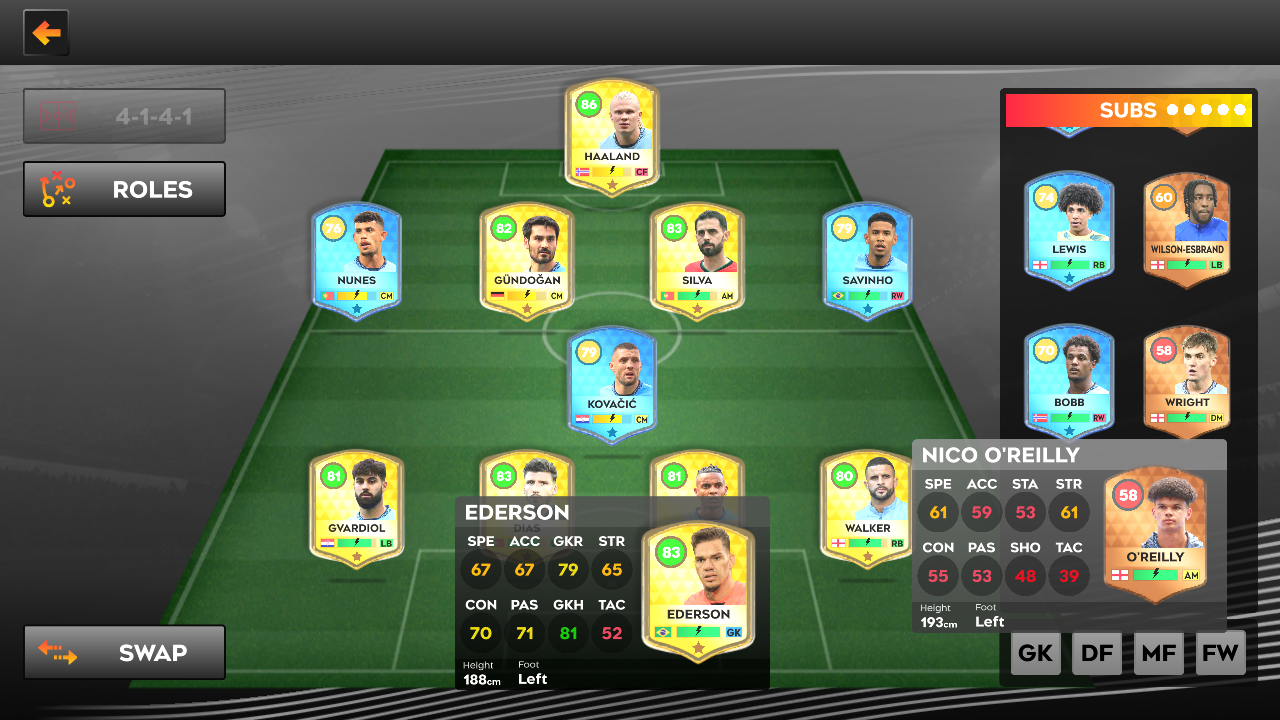 4-1-4-1
ROLES
86
HAALAND
CF
76
NUNES
CM
82
GÜNDOĞAN
CM
83
SILVA
AM
79
SAVINHO
RW
79
KOVAČIĆ
CM
81
GVARDIOL
LB
83
DIAS
81
80
WALKER
RB
SUBS
74
LEWIS
RB
60
WILSON-ESBRAND
LB
70
BOBB
RW
58
WRIGHT
DM
EDERSON
SPE ACC GKR STR
67 67 79 65
CON PAS GKH TAC
70 71 81 52
Height Foot
188cm Left
83
EDERSON
GK
NICO O'REILLY
SPE ACC STA STR
61 59 53 61
CON PAS SHO TAC
55 53 48 39
Height Foot
193cm Left
58
O'REILLY
AM
SWAP
GK DF MF FW